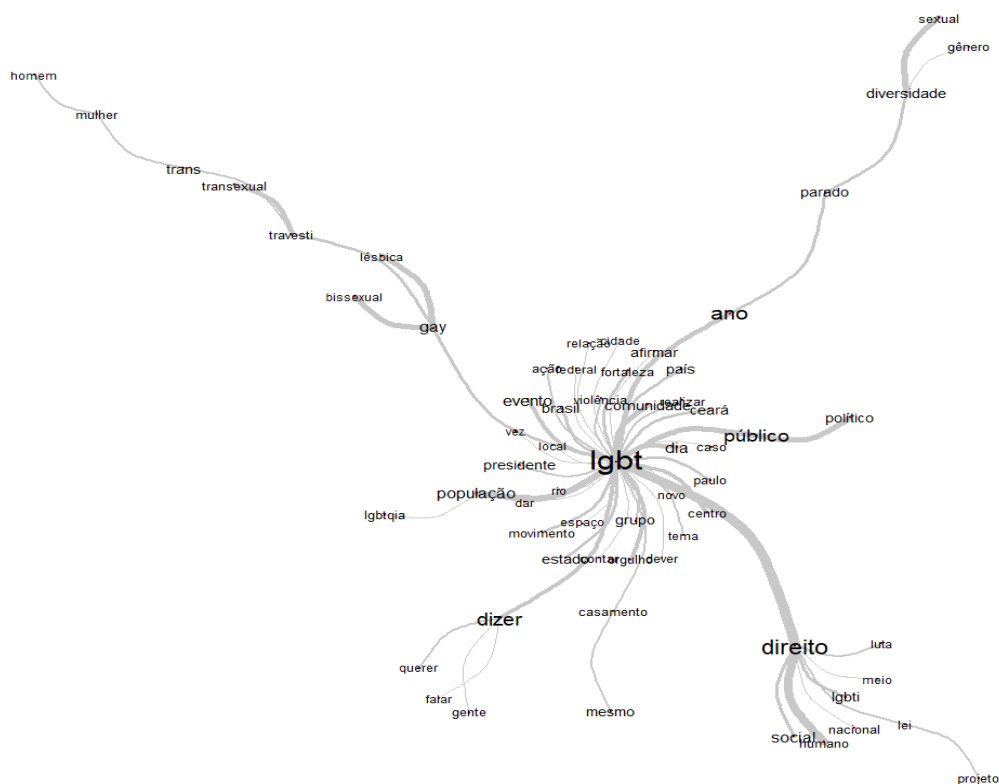 sexual
gênero
homem
diversidade
mulher
trans
transexual
parado
travesti
lésbica
bissexual
ano
gay
relação
cidade
afirmar
ação
federal
fortaleza
país
evento
brasil
violência
comunidade
realizar
ceará
político
vez
local
dia
caso
público
lgbt
presidente
paulo
população
rio
dar
novo
lgbtqia
espaço
grupo
centro
movimento
tema
estado
contar
orgulho
dever
casamento
dizer
direito
luta
querer
meio
falar
gente
mesmo
lgbti
social
humano
nacional
lei
projeto